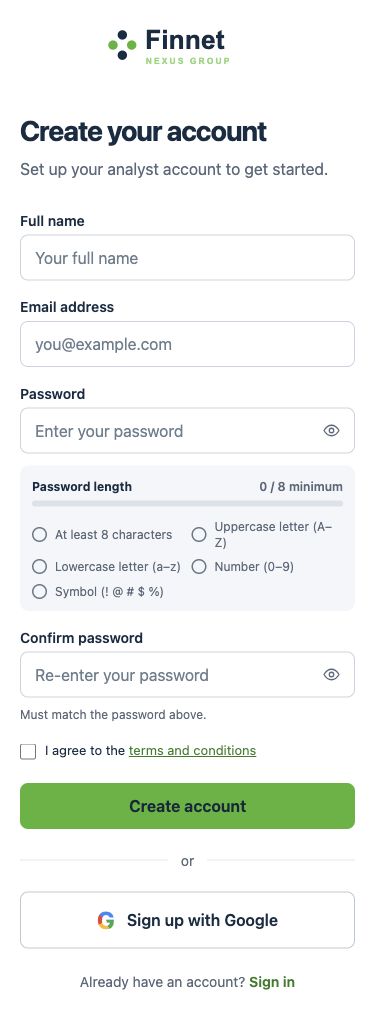 Finnet
NEXUS GROUP
Create your account
Set up your analyst account to get started.
Full name
Your full name
Email address
you@example.com
Password
Enter your password
Password length
0 / 8 minimum
At least 8 characters
Uppercase letter (A–
Z)
Lowercase letter (a–z)
Number (0–9)
Symbol (! @ # $ %)
Confirm password
Re-enter your password
Must match the password above.
I agree to the terms and conditions
Create account
or
Sign up with Google
Already have an account? Sign in